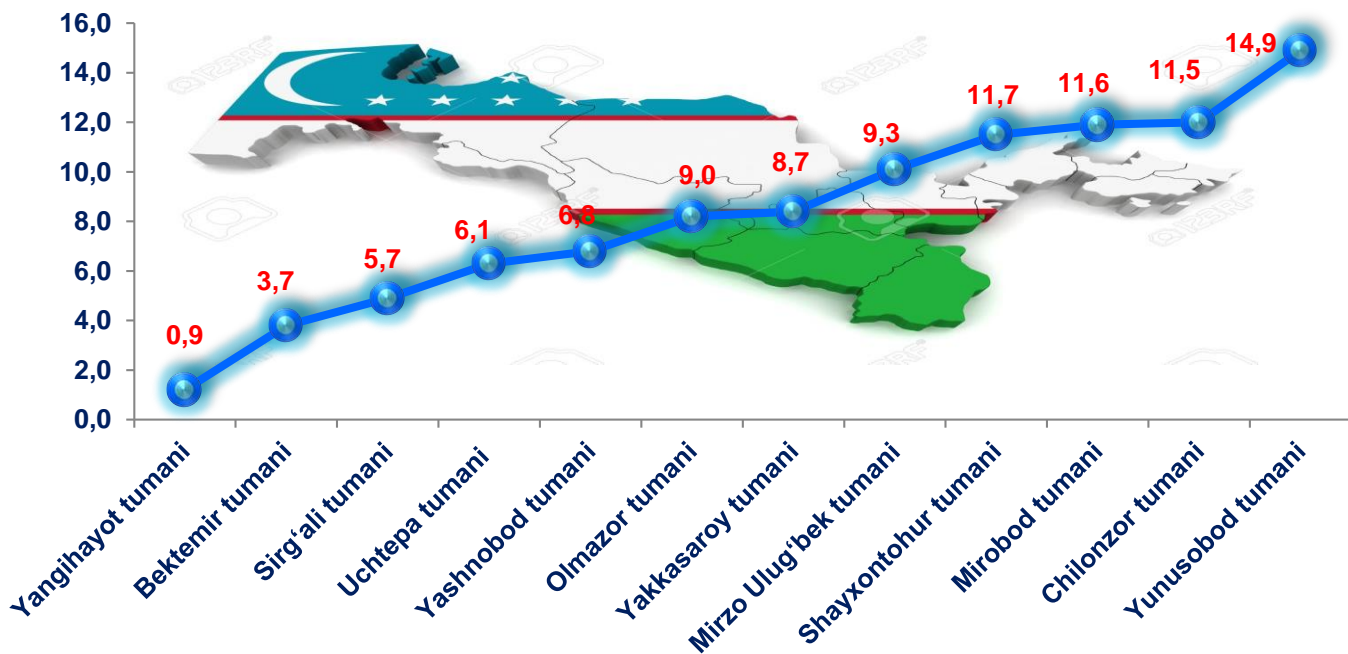 16,0
14,0
12,0
10,0
8,0
6,0
4,0
2,0
0,0
0,9
3,7
5,7
6,1
6,8
9,0
8,7
9,3
11,7
11,6
11,5
14,9
Yangihayot tumani
Bektemir tumani
Sirg‘ali tumani
Uchtepa tumani
Yashnobod tumani
Olmazor tumani
Yakkasaroy tumani
Mirzo Ulug‘bek tumani
Shayxontohur tumani
Mirobod tumani
Chilonzor tumani
Yunusobod tumani